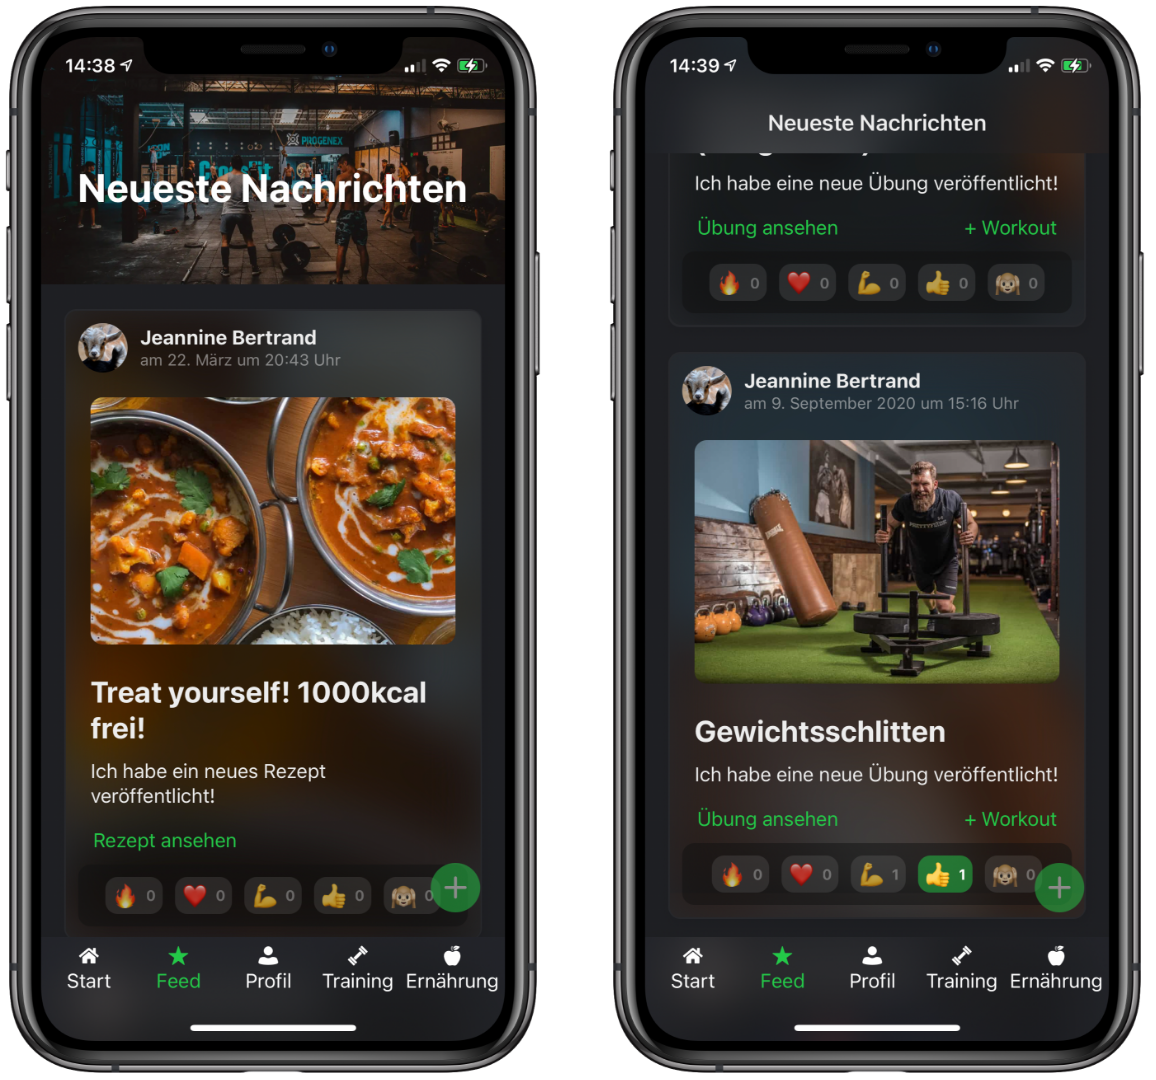 14:38
PROGENEX
Neueste Nachrichten
Jeannine Bertrand
am 22. März um 20:43 Uhr
Treat yourself! 1000kcal
frei!
Ich habe ein neues Rezept
veröffentlicht!
Rezept ansehen
0 0 0 0 0
Start Feed Profil Training Ernährung
14:39
Neueste Nachrichten
Ich habe eine neue Übung veröffentlicht!
Übung ansehen + Workout
0 0 0 0 0
Jeannine Bertrand
am 9. September 2020 um 15:16 Uhr
Gewichtsschlitten
Ich habe eine neue Übung veröffentlicht!
Übung ansehen + Workout
0 0 1 1 0
Start Feed Profil Training Ernährung